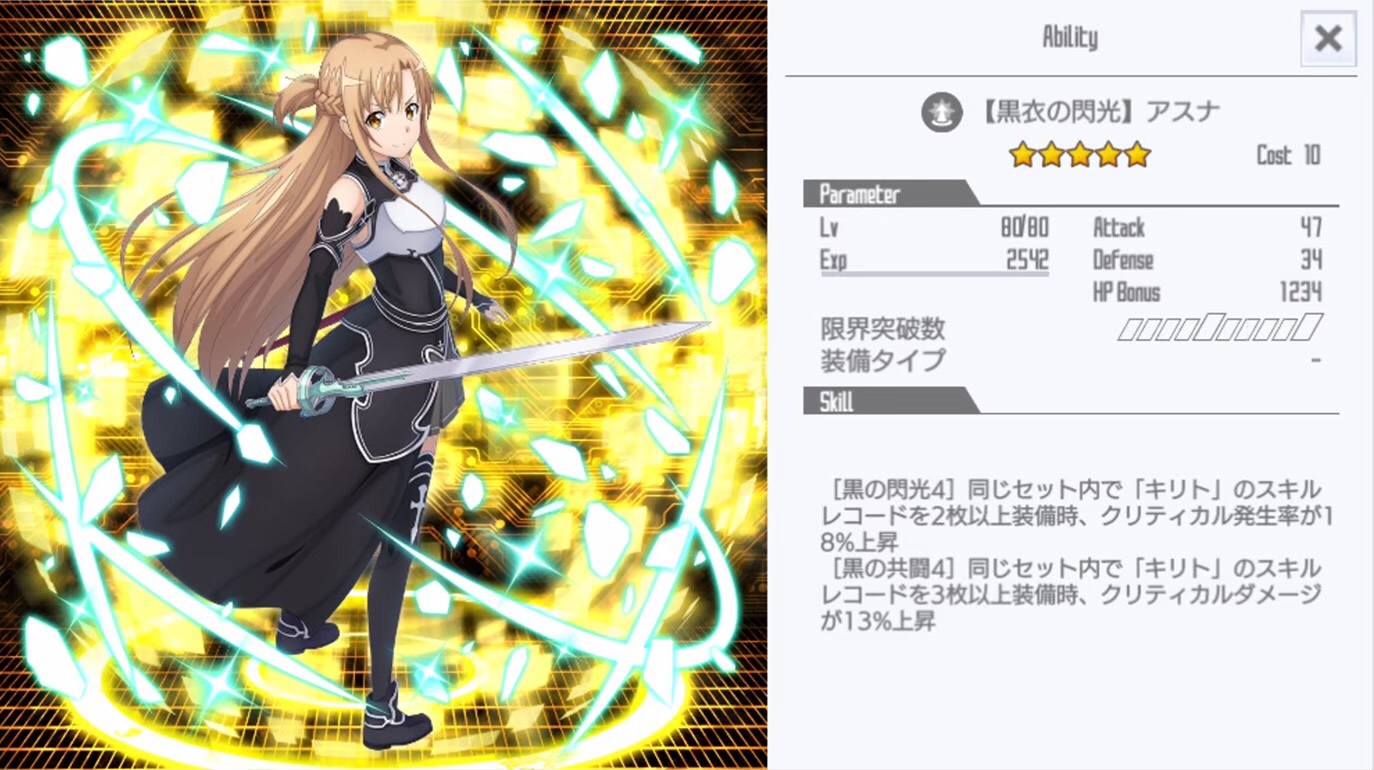 Ability
【黒衣の閃光】アスナ
Cost 10
Parameter
Lv 80/80 Attack 47
Exp 2542 Defense 34
HP Bonus 1234
限界突破数
装備タイプ -
Skill
［黒の閃光4］同じセット内で「キリト」のスキル
レコードを2枚以上装備時、クリティカル発生率が1
8%上昇
［黒の共闘4］同じセット内で「キリト」のスキル
レコードを3枚以上装備時、クリティカルダメージ
が13%上昇